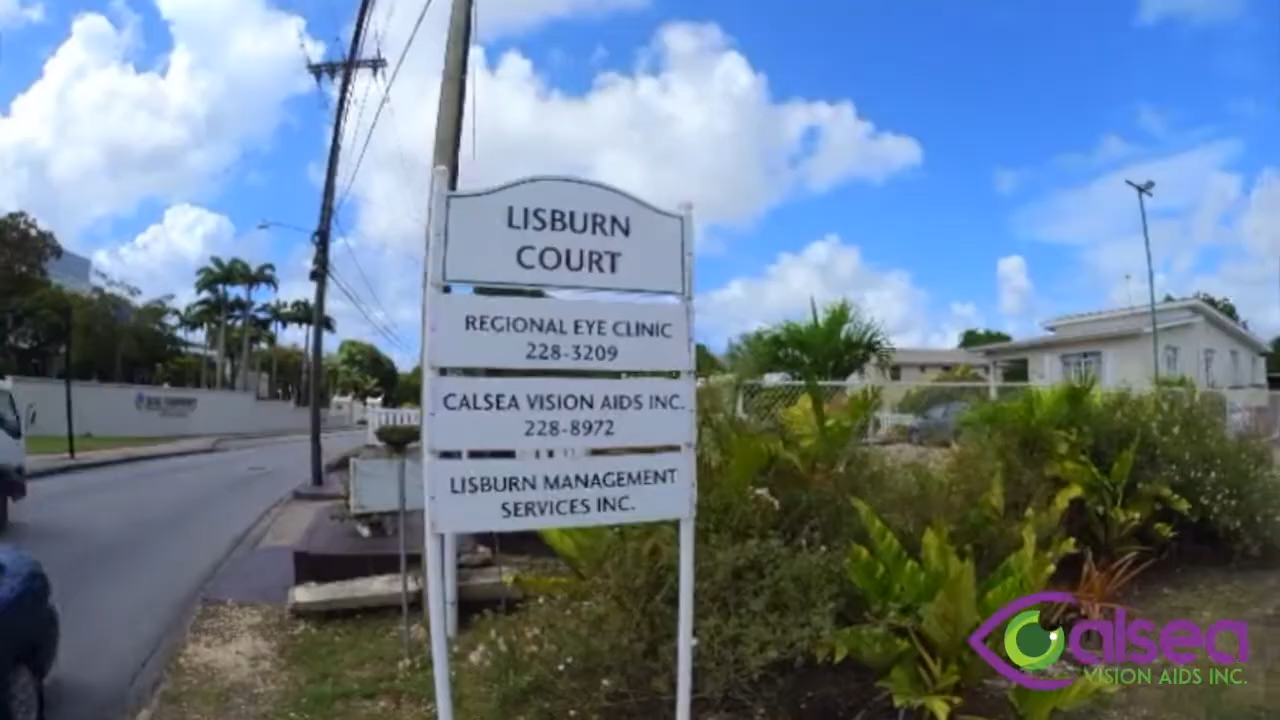 LISBURN
COURT
REGIONAL EYE CLINIC
228-3209
CALSEA VISION AIDS INC.
228-8972
LISBURN MANAGEMENT
SERVICES INC.
Calsea
VISION AIDS INC.